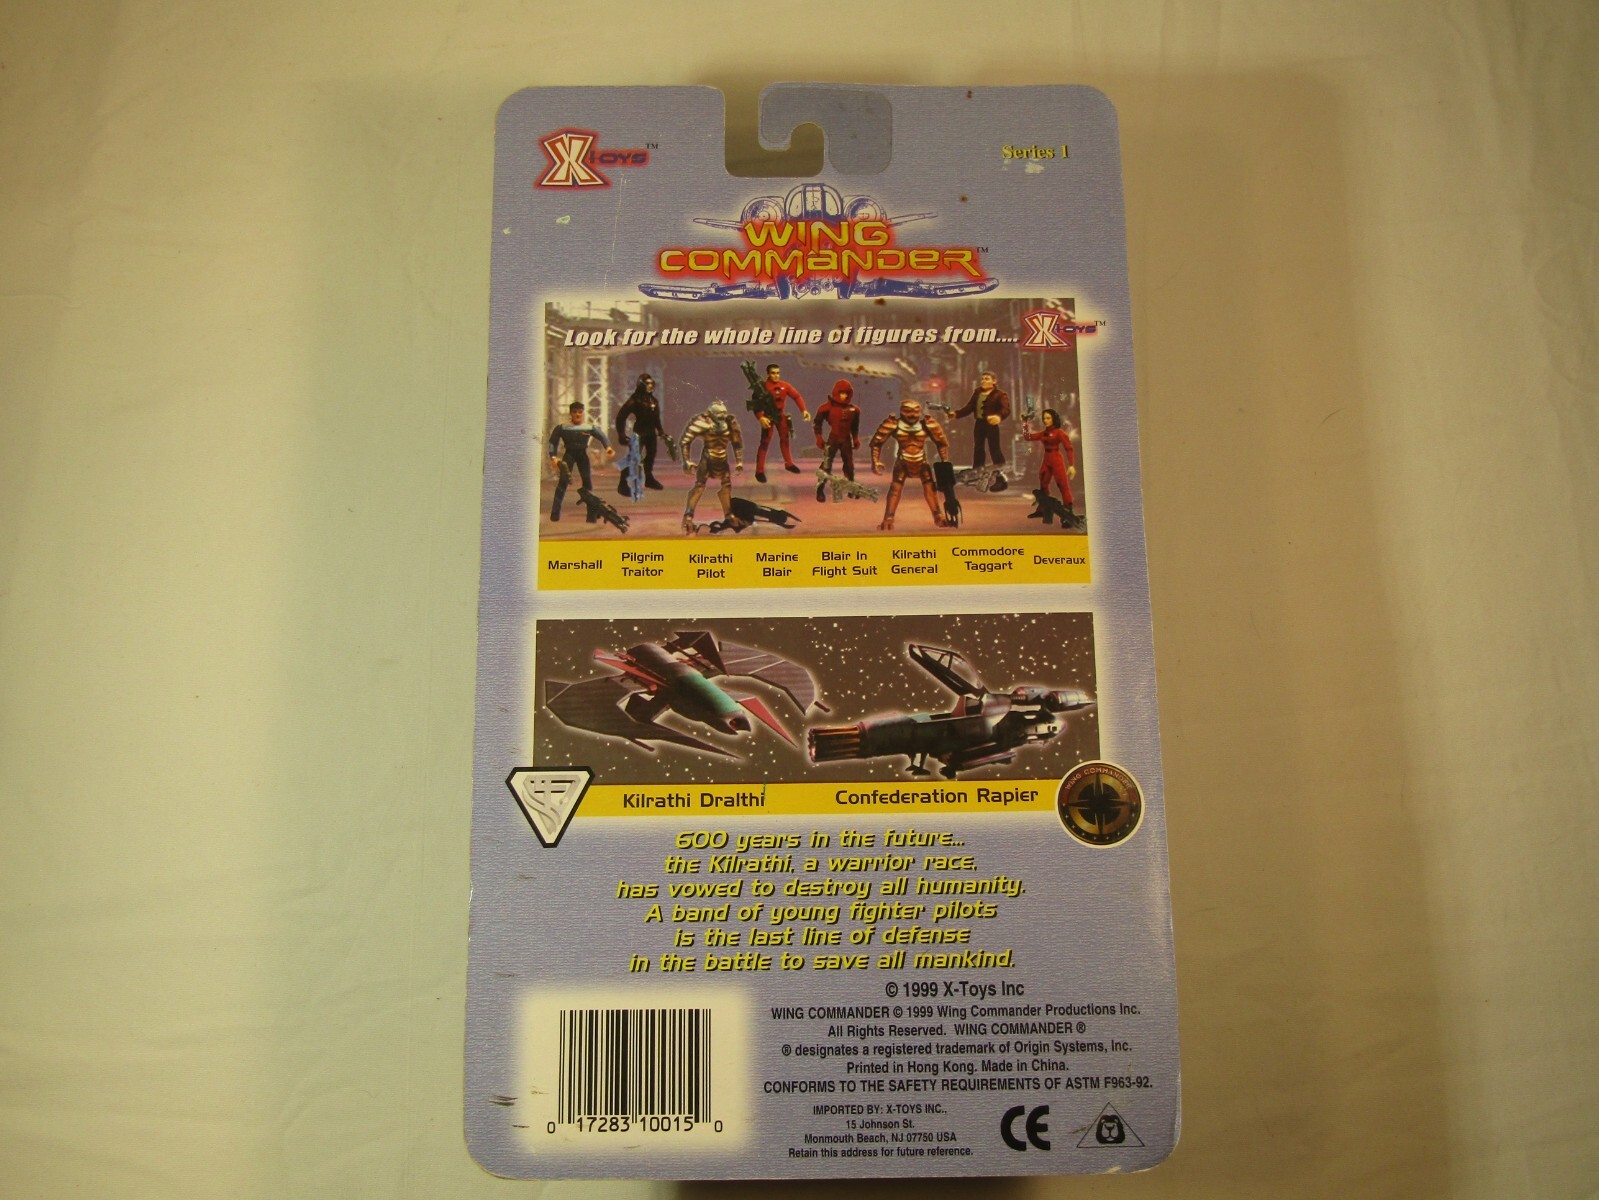 X-TOYS™
Series 1
WING
COMMANDER™
Look for the whole line of figures from.... X-TOYS™
Marshall
Pilgrim
Traitor
Kilrathi
Pilot
Marine
Blair
Blair In
Flight Suit
Kilrathi
General
Commodore
Taggart
Deveraux
Kilrathi Dralthi
Confederation Rapier
WING COMMANDER
600 years in the future...
the Kilrathi, a warrior race,
has vowed to destroy all humanity.
A band of young fighter pilots
is the last line of defense
in the battle to save all mankind.
© 1999 X-Toys Inc
WING COMMANDER © 1999 Wing Commander Productions Inc.
All Rights Reserved. WING COMMANDER ®
® designates a registered trademark of Origin Systems, Inc.
Printed in Hong Kong. Made in China.
CONFORMS TO THE SAFETY REQUIREMENTS OF ASTM F963-92.
IMPORTED BY: X-TOYS INC.,
15 Johnson St.
Monmouth Beach, NJ 07750 USA
Retain this address for future reference.
CE
0 17283 10015 0